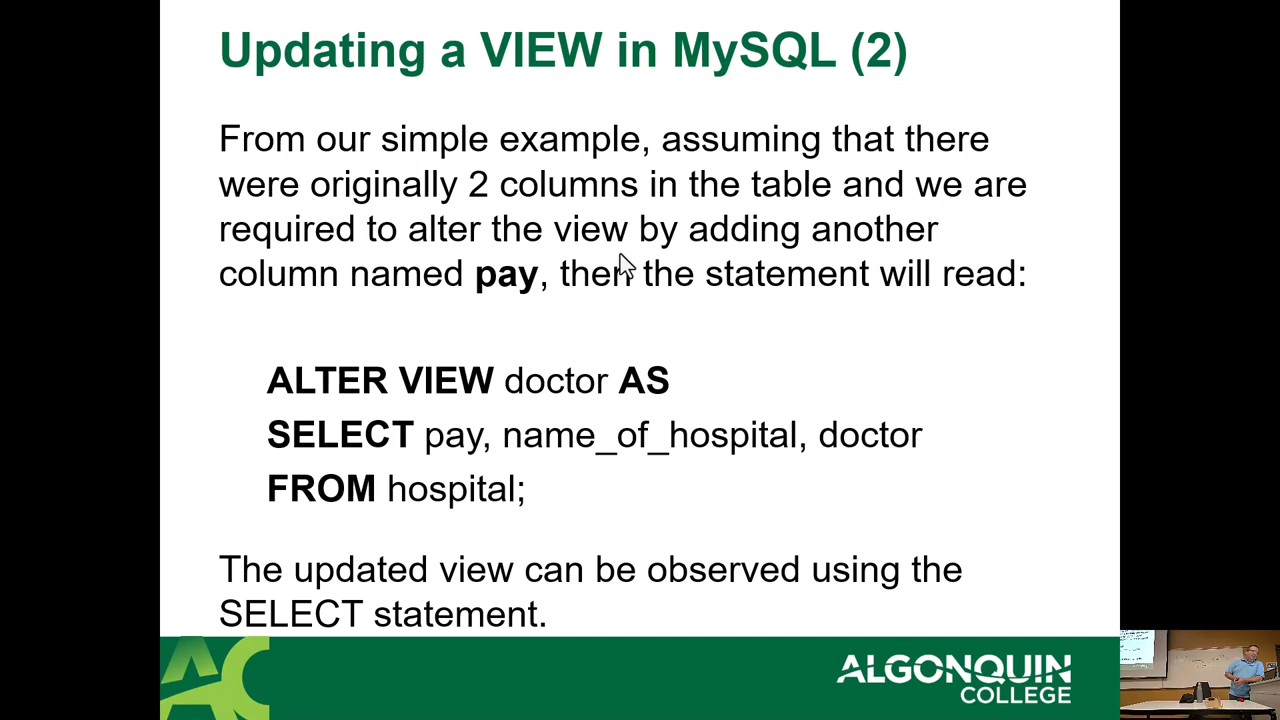 Updating a VIEW in MySQL (2)
From our simple example, assuming that there
were originally 2 columns in the table and we are
required to alter the view by adding another
column named pay, then the statement will read:
ALTER VIEW doctor AS
SELECT pay, name_of_hospital, doctor
FROM hospital;
The updated view can be observed using the
SELECT statement.
AC
ALGONQUIN
COLLEGE